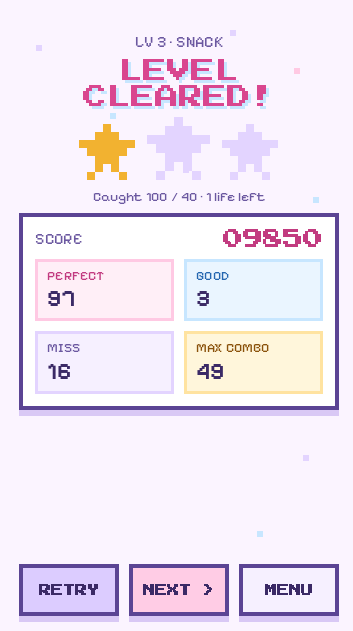 LV 3 · SNACK
LEVEL
CLEARED!
Caught 100 / 40 · 1 life left
SCORE 09850
PERFECT GOOD
97 3
MISS MAX COMBO
16 49
RETRY NEXT > MENU